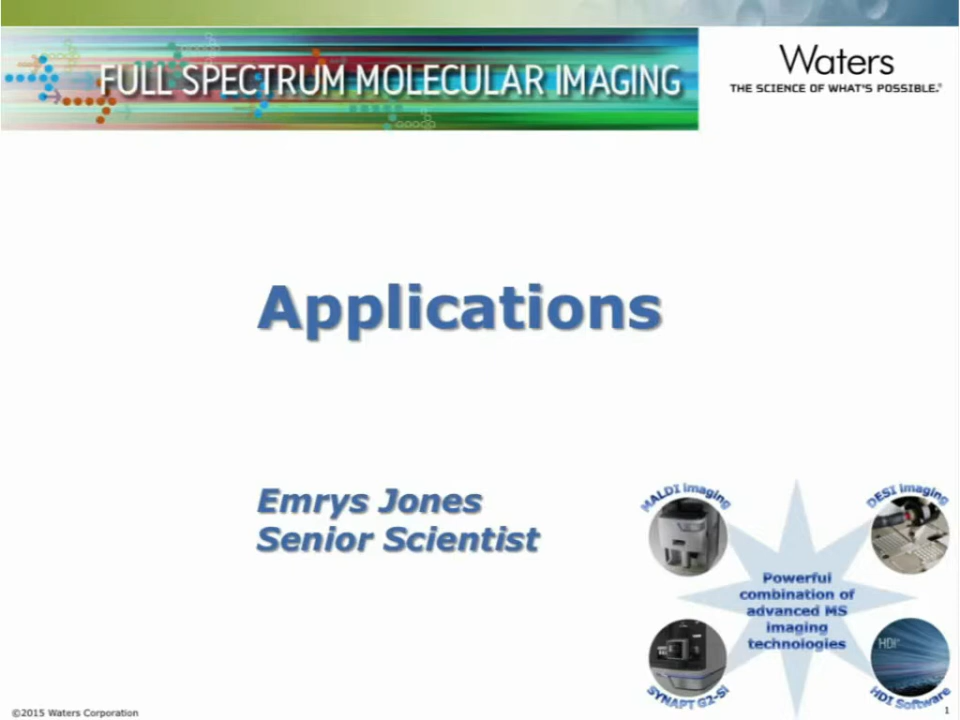 FULL SPECTRUM MOLECULAR IMAGING
Waters
THE SCIENCE OF WHAT'S POSSIBLE.®
Applications
Emrys Jones
Senior Scientist
MALDI imaging
DESI imaging
Powerful
combination of
advanced MS
imaging
technologies
HDI®
SYNAPT G2-Si
HDI Software
©2015 Waters Corporation
1